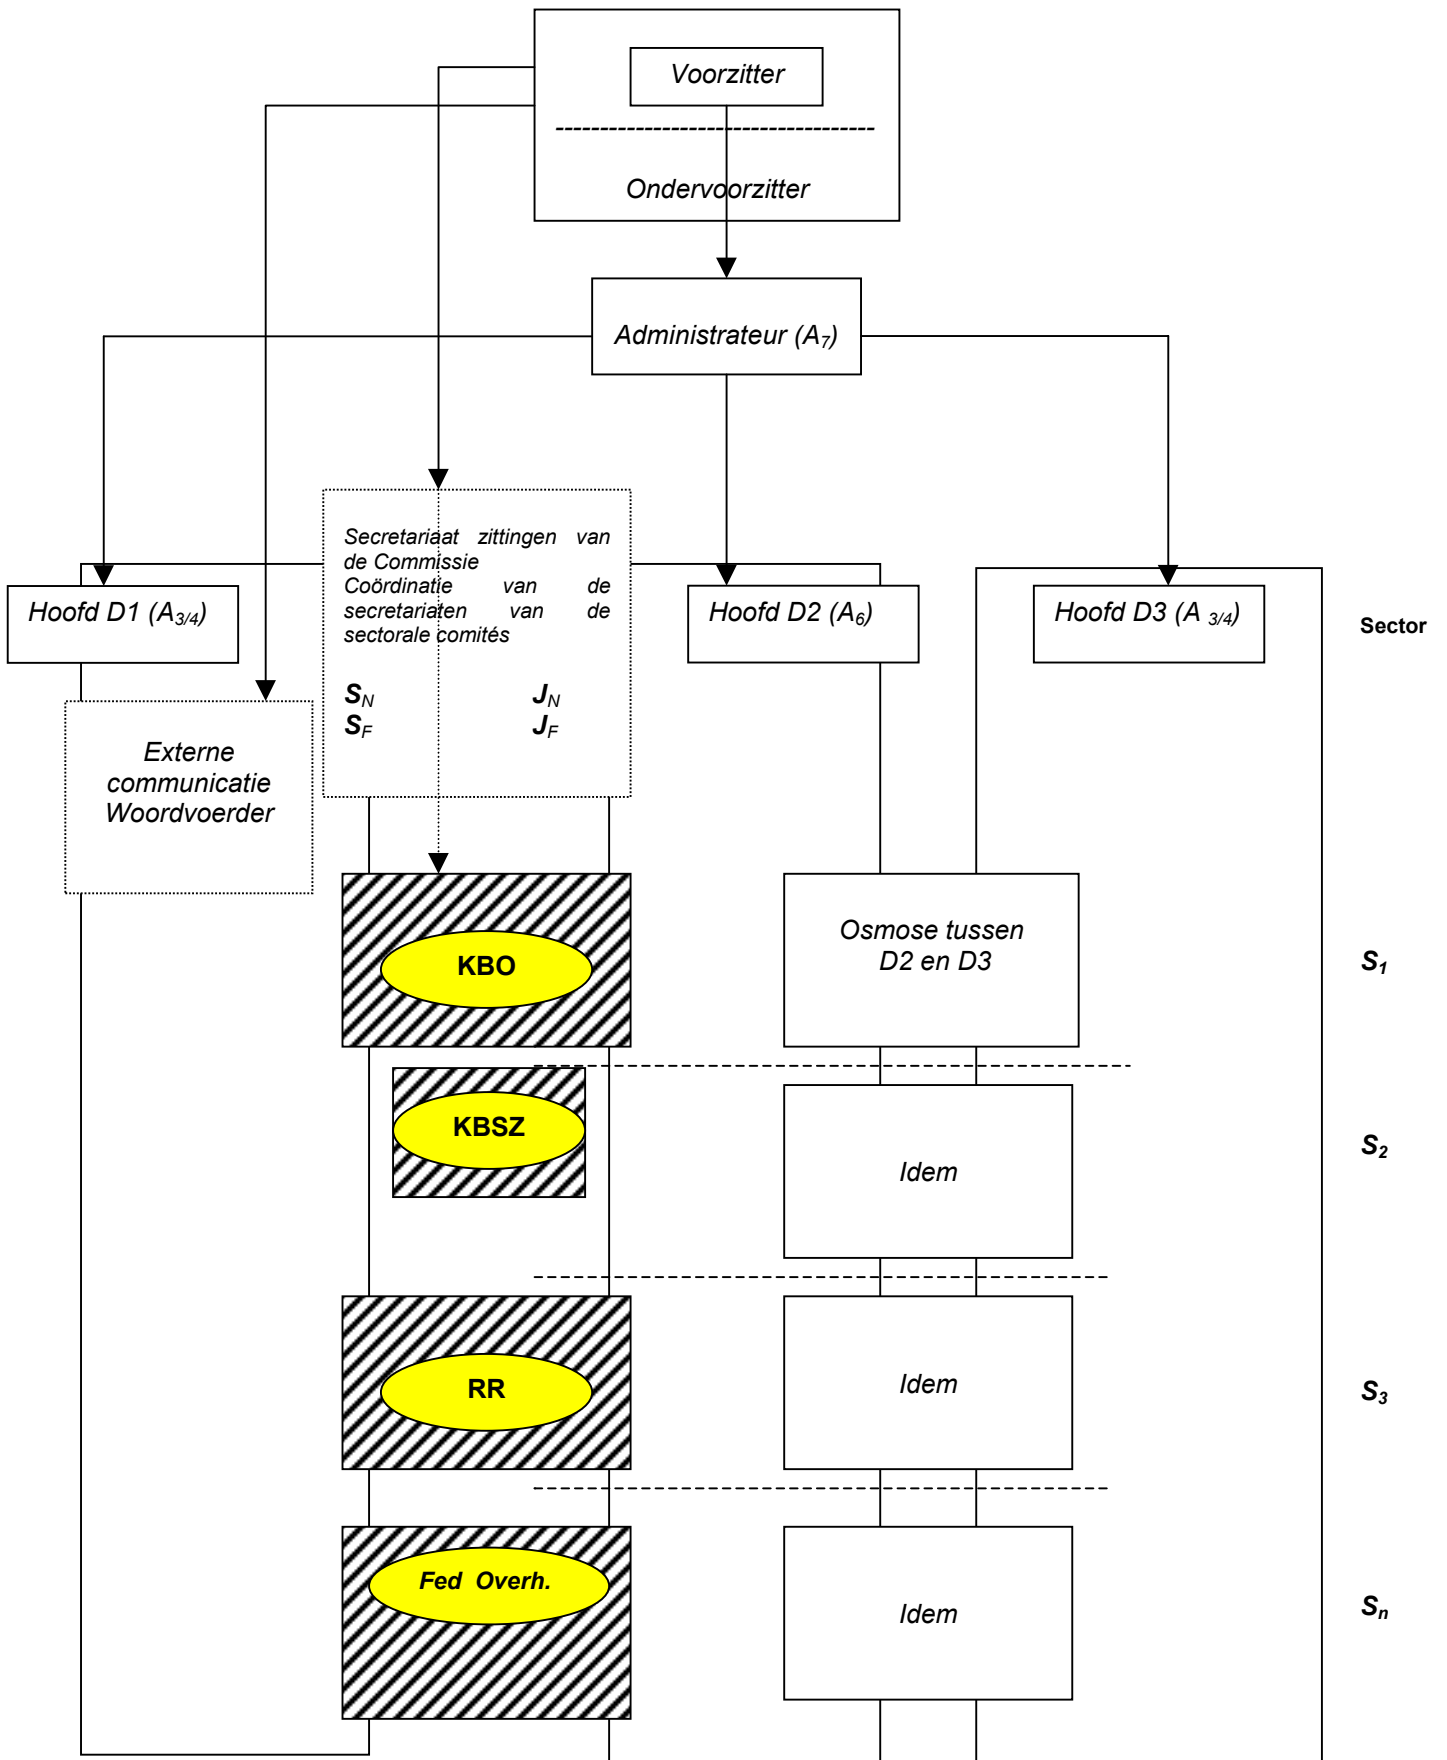 Voorzitter
Ondervoorzitter
Administrateur (A7)
Secretariaat zittingen van
de Commissie
Coördinatie van de
secretariaten van de
sectorale comités
SN JN
SF JF
Hoofd D1 (A3/4)
Hoofd D2 (A6)
Hoofd D3 (A 3/4)
Sector
Externe
communicatie
Woordvoerder
KBO
Osmose tussen
D2 en D3
S1
KBSZ
Idem
S2
RR
Idem
S3
Fed Overh.
Idem
Sn